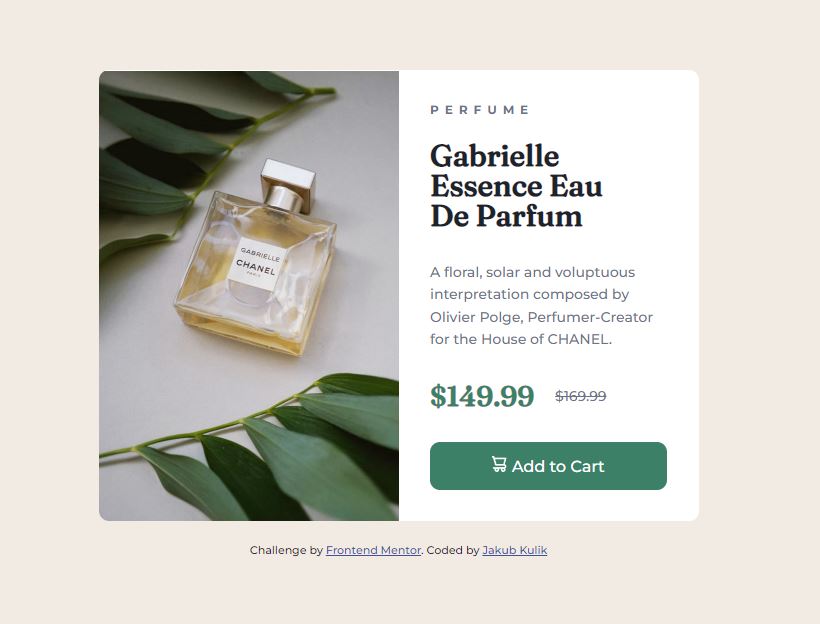 GABRIELLE
CHANEL
PARIS
PERFUME
Gabrielle
Essence Eau
De Parfum
A floral, solar and voluptuous
interpretation composed by
Olivier Polge, Perfumer-Creator
for the House of CHANEL.
$149.99 $169.99
Add to Cart
Challenge by Frontend Mentor. Coded by Jakub Kulik